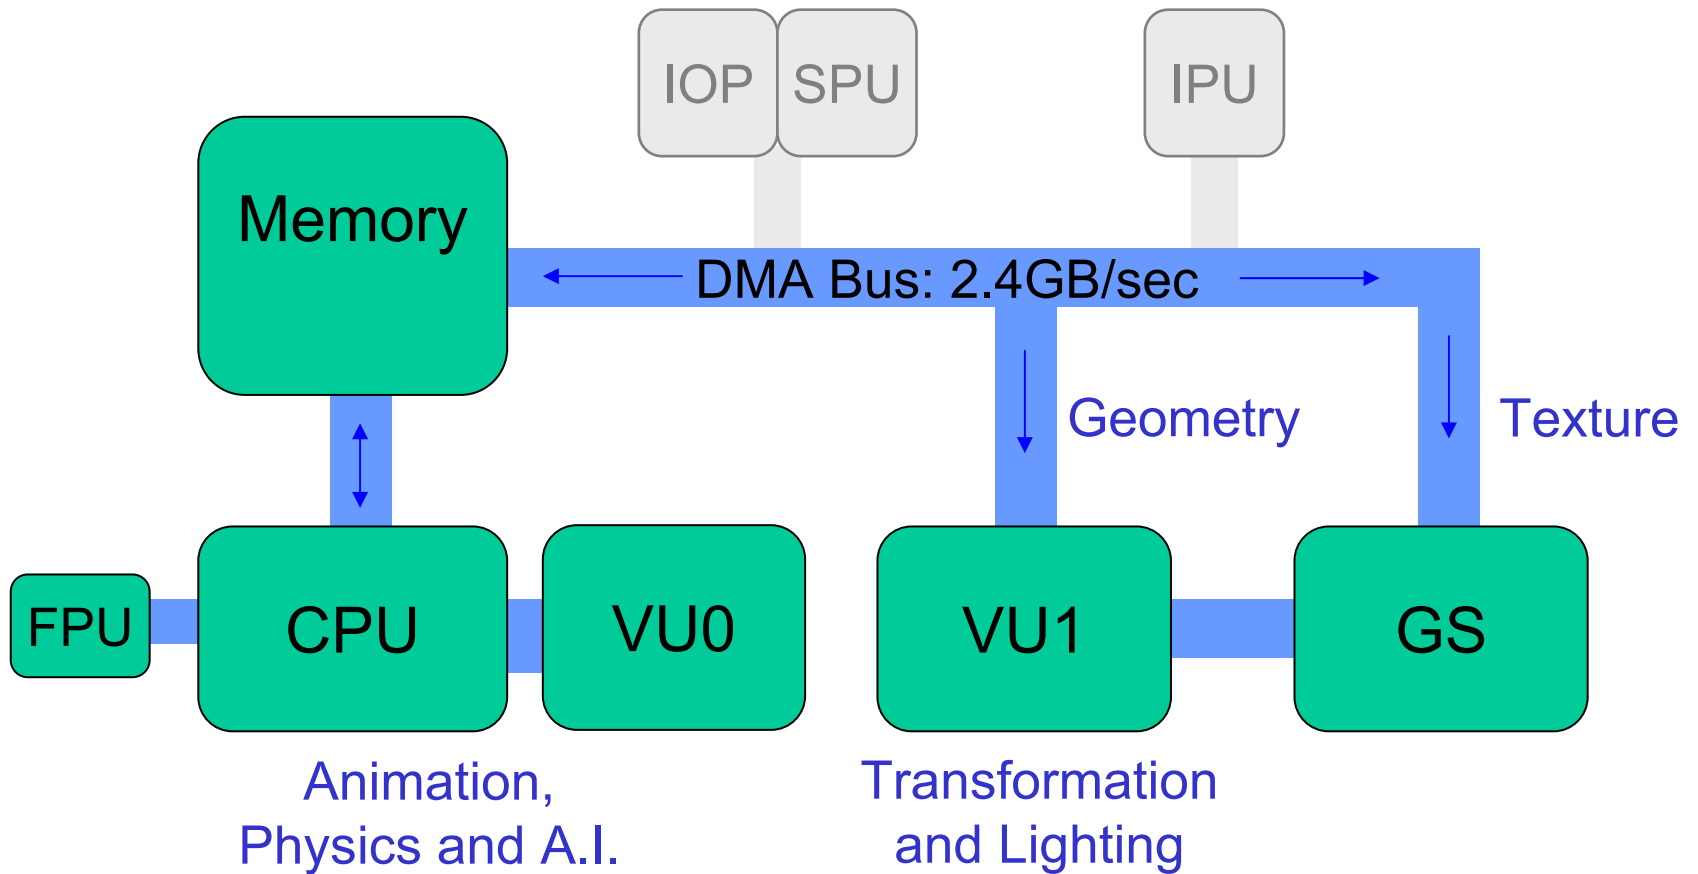 IOP SPU IPU
Memory
DMA Bus: 2.4GB/sec
Geometry Texture
FPU CPU VU0 VU1 GS
Animation,
Physics and A.I.
Transformation
and Lighting